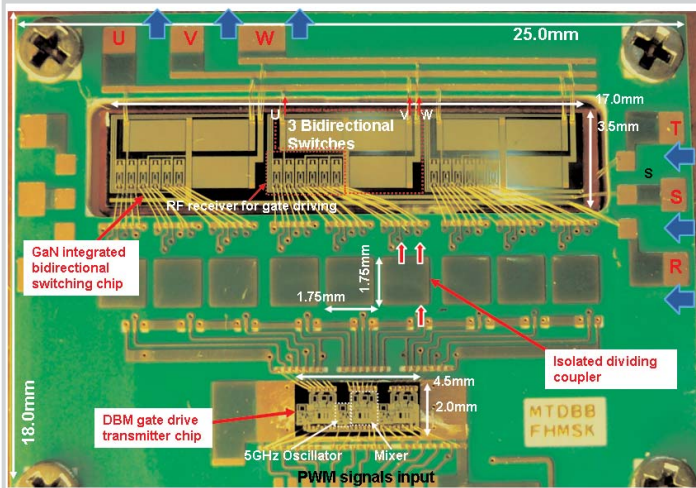 U
V
W
25.0mm
17.0mm
U
V
W
3.5mm
3 Bidirectional
Switches
T
S
S
RF receiver for gate driving
GaN integrated
bidirectional
switching chip
R
1.75mm
1.75mm
Isolated dividing
coupler
4.5mm
2.0mm
DBM gate drive
transmitter chip
18.0mm
MTDBB
FHMSK
5GHz Oscillator
Mixer
PWM signals input